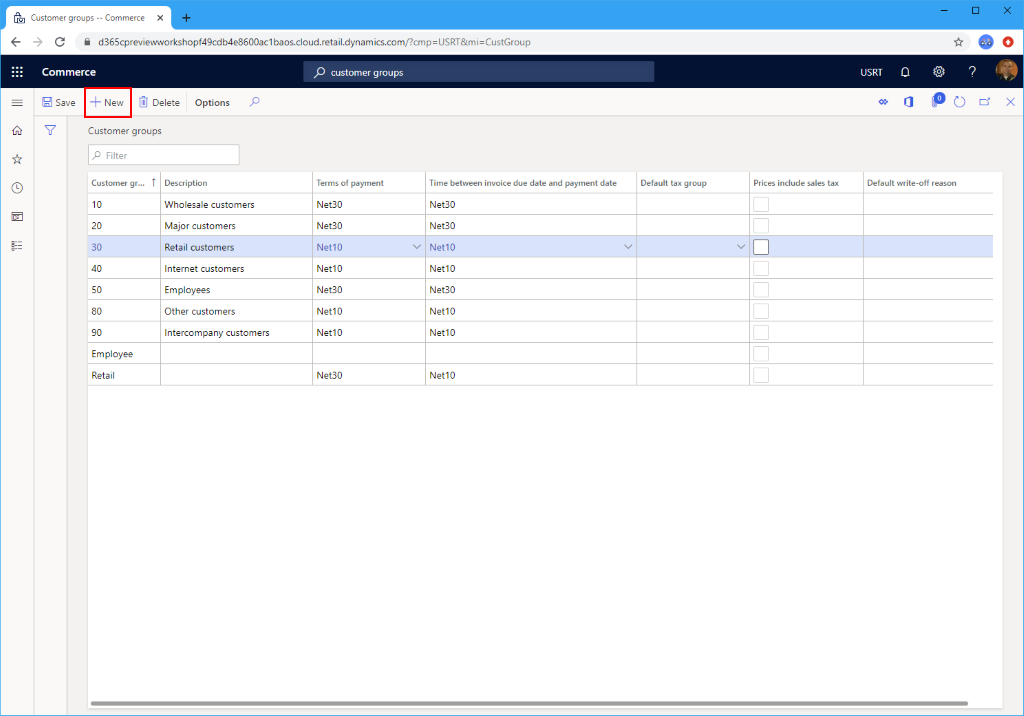 Customer groups -- Commerce
d365cpreviewworkshopf49cdb4e8600ac1baos.cloud.retail.dynamics.com/?cmp=USRT&mi=CustGroup
Commerce customer groups USRT ?
Save New Delete Options 0
Customer groups
Filter
Customer gr... ↑ Description Terms of payment Time between invoice due date and payment date Default tax group Prices include sales tax Default write-off reason
10 Wholesale customers Net30 Net30
20 Major customers Net30 Net30
30 Retail customers Net10 Net10
40 Internet customers Net10 Net10
50 Employees Net30 Net30
80 Other customers Net10 Net10
90 Intercompany customers Net10 Net10
Employee
Retail Net30 Net10